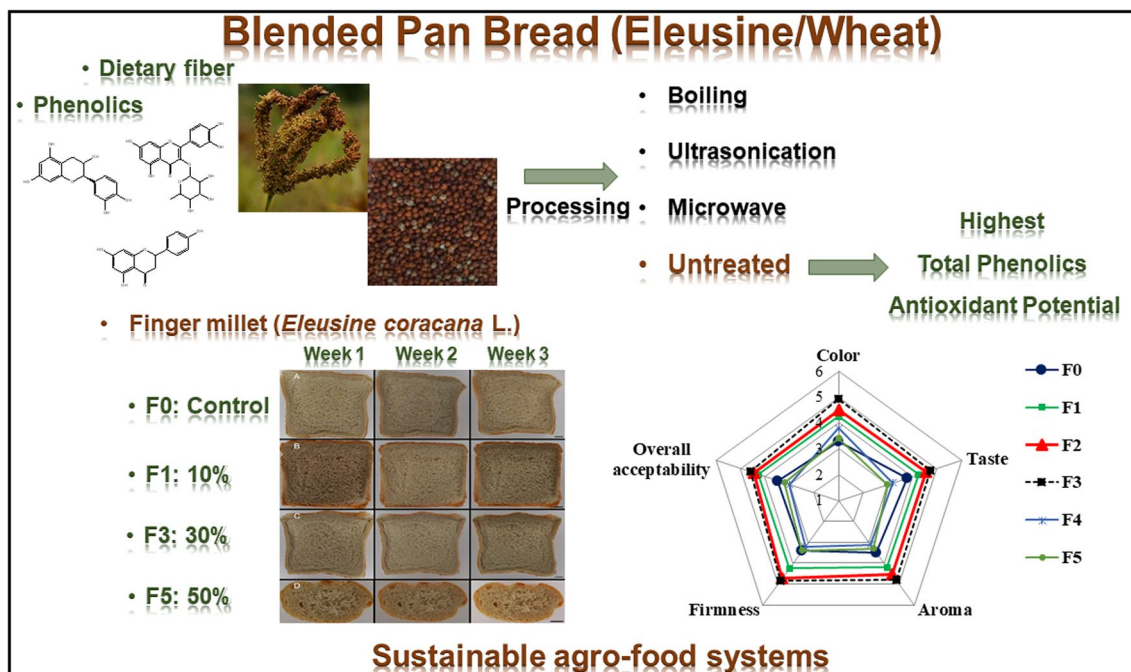 Blended Pan Bread (Eleusine/Wheat)
• Dietary fiber
• Phenolics
Processing
• Boiling
• Ultrasonication
• Microwave
• Untreated
Highest
Total Phenolics
Antioxidant Potential
• Finger millet (Eleusine coracana L.)
Week 1 Week 2 Week 3
F0: Control
F1: 10%
F3: 30%
F5: 50%
A
B
C
D
Color
Taste
Aroma
Firmness
Overall
acceptability
6
5
4
3
2
1
F0
F1
F2
F3
F4
F5
Sustainable agro-food systems